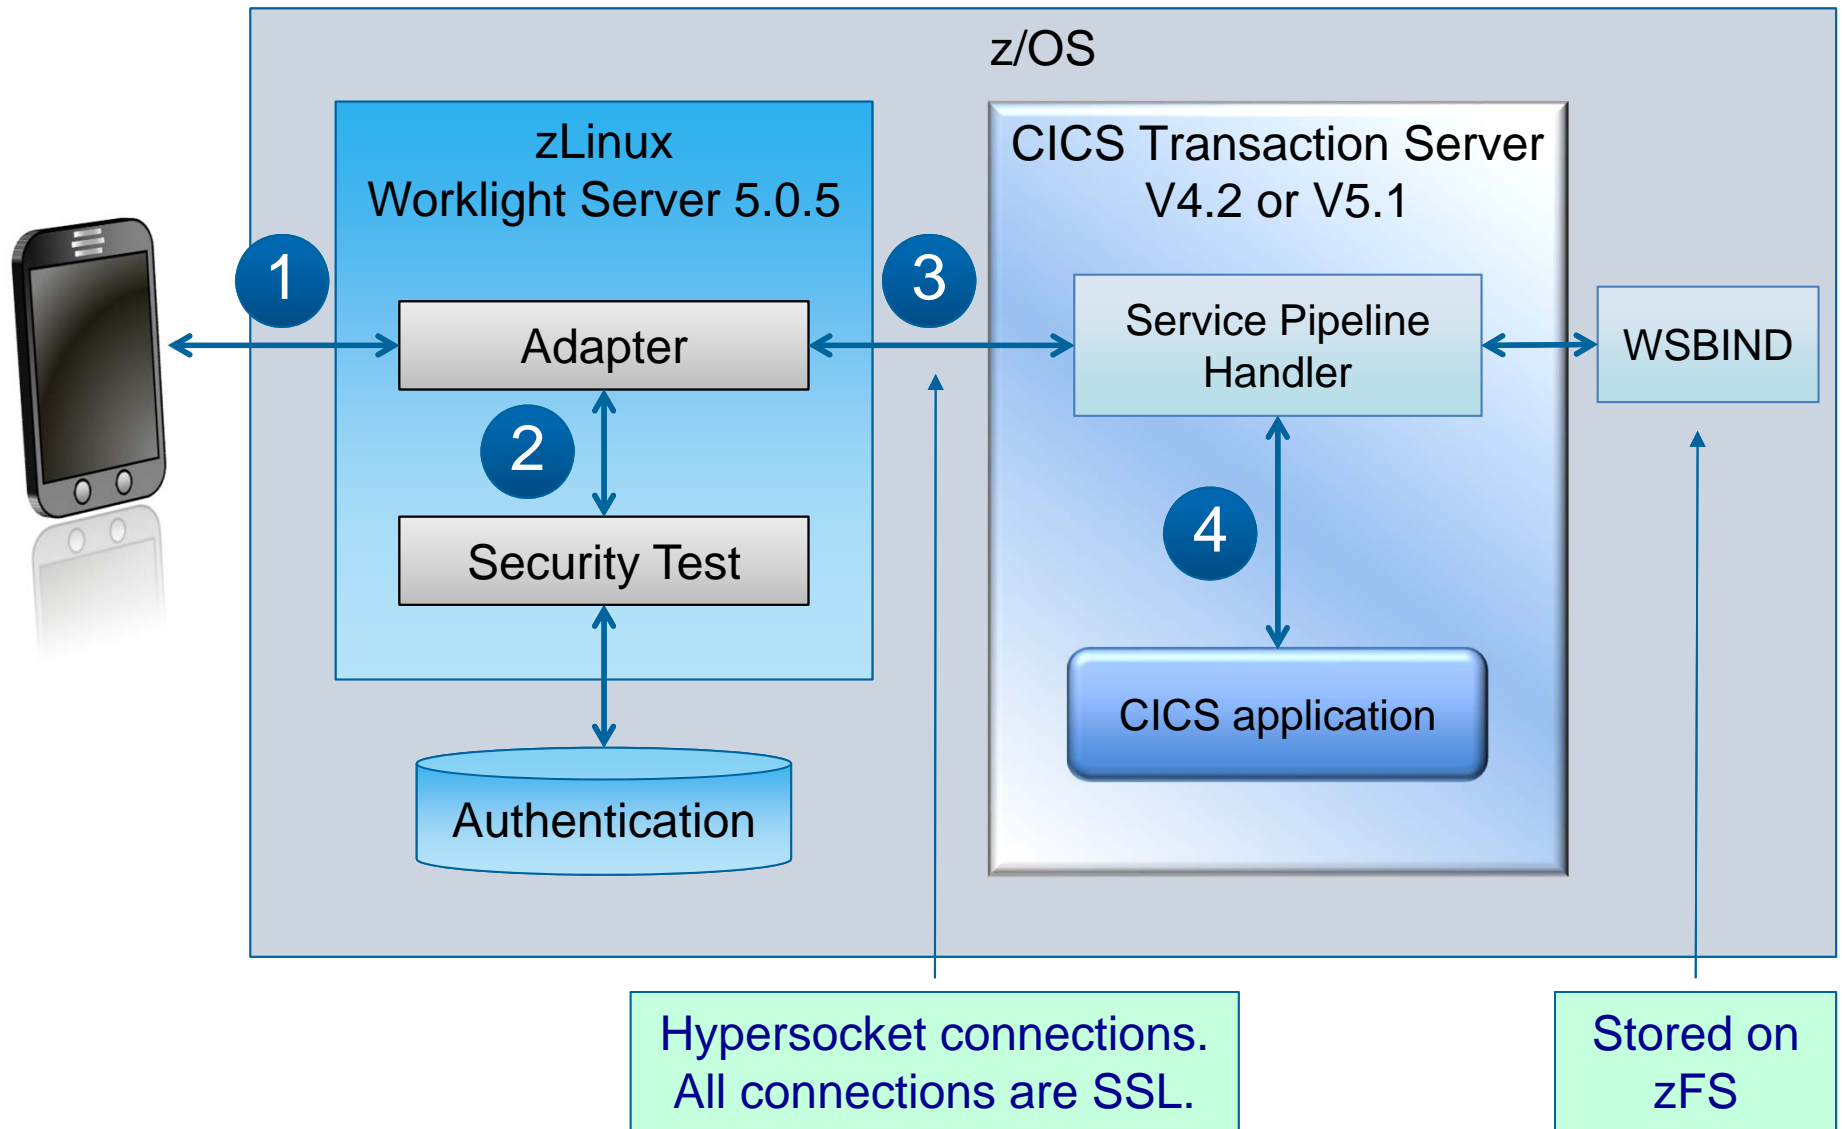 z/OS
zLinux
Worklight Server 5.0.5
CICS Transaction Server
V4.2 or V5.1
1
3
Adapter
Service Pipeline
Handler
WSBIND
2
Security Test
4
CICS application
Authentication
Hypersocket connections.
All connections are SSL.
Stored on
zFS